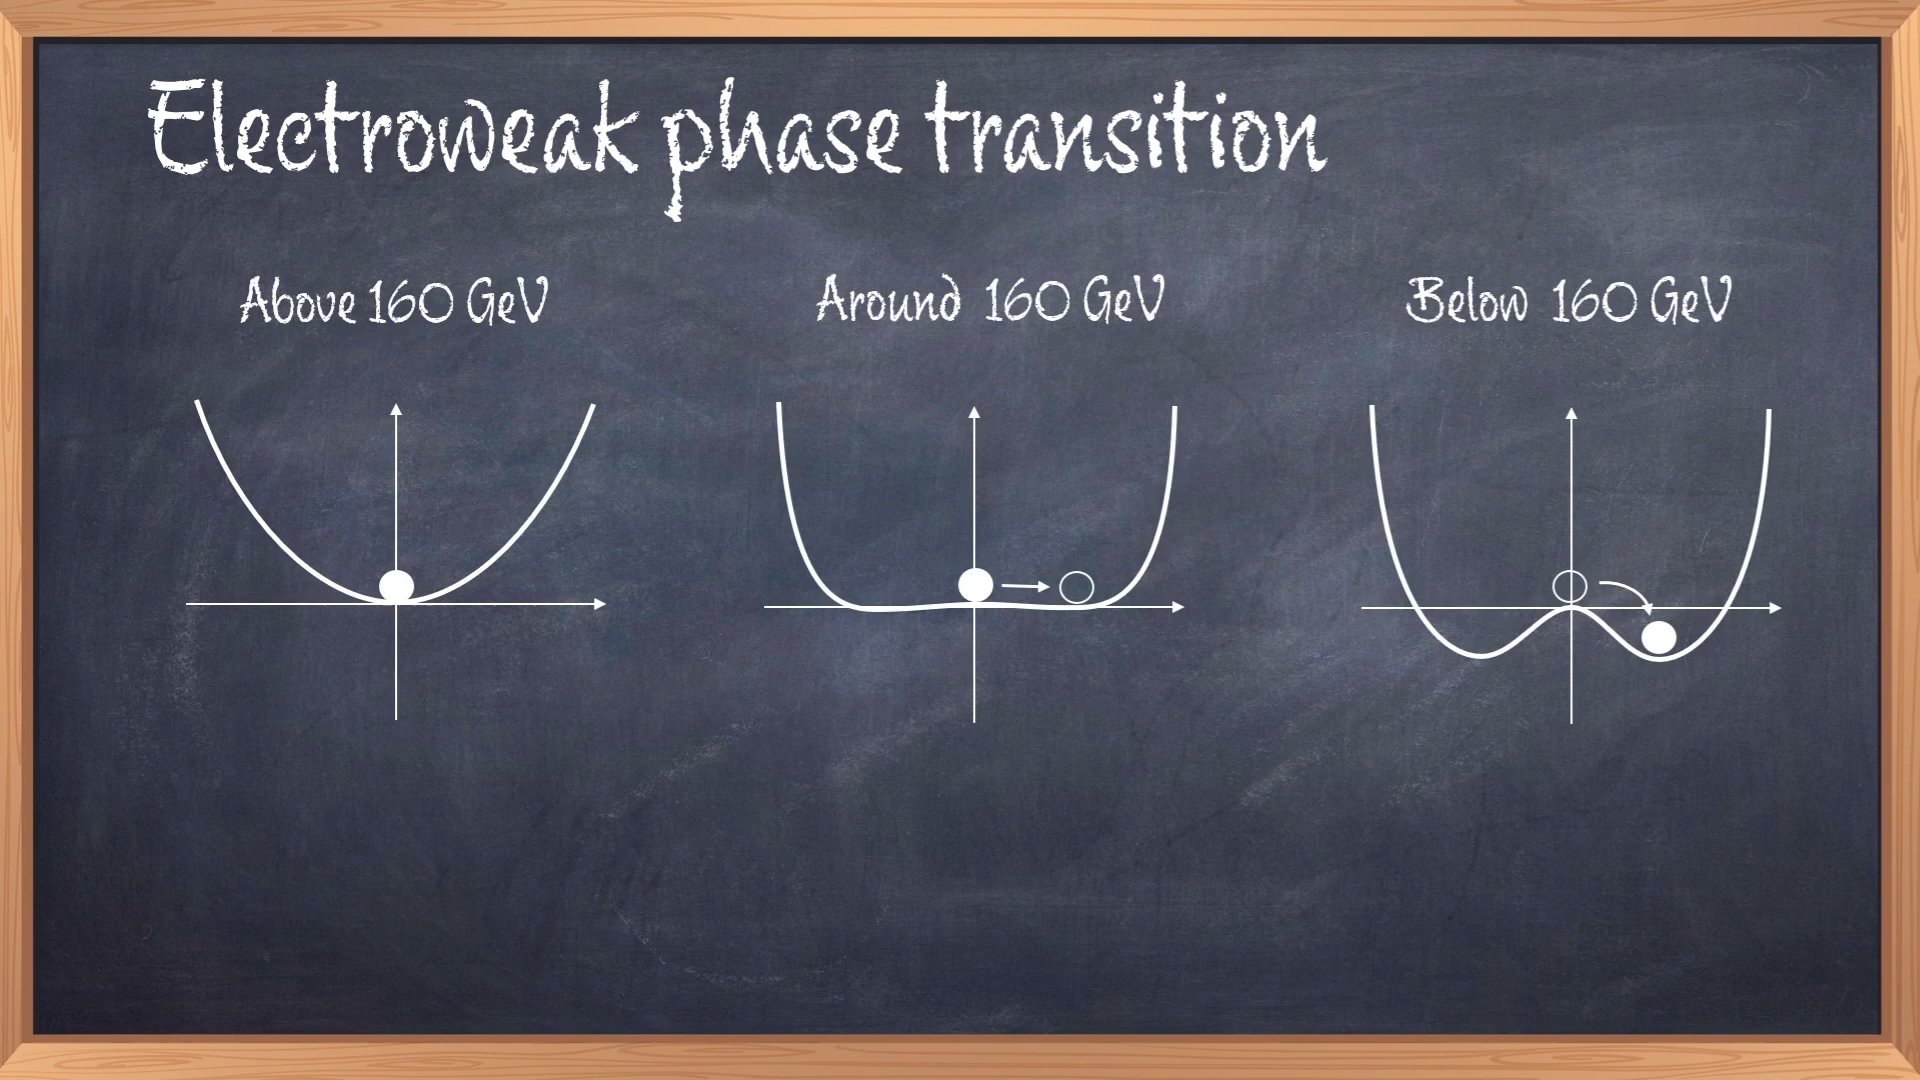 Electroweak phase transition
Above 160 GeV
Around 160 GeV
Below 160 GeV